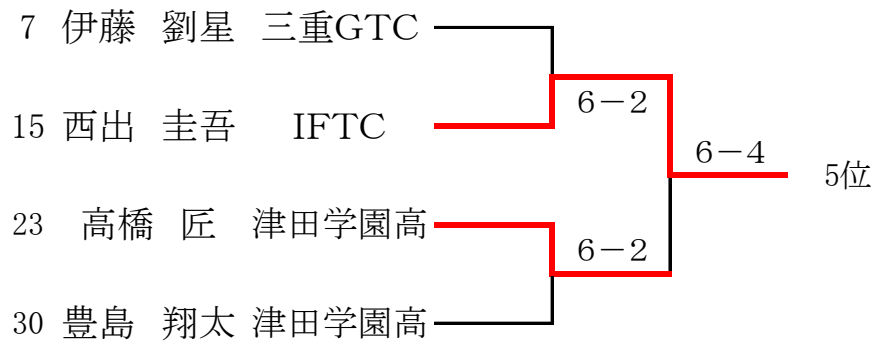 7 伊藤 劉星 三重GTC
6－2
15 西出 圭吾 IFTC
6－4
5位
23 高橋 匠 津田学園高
6－2
30 豊島 翔太 津田学園高